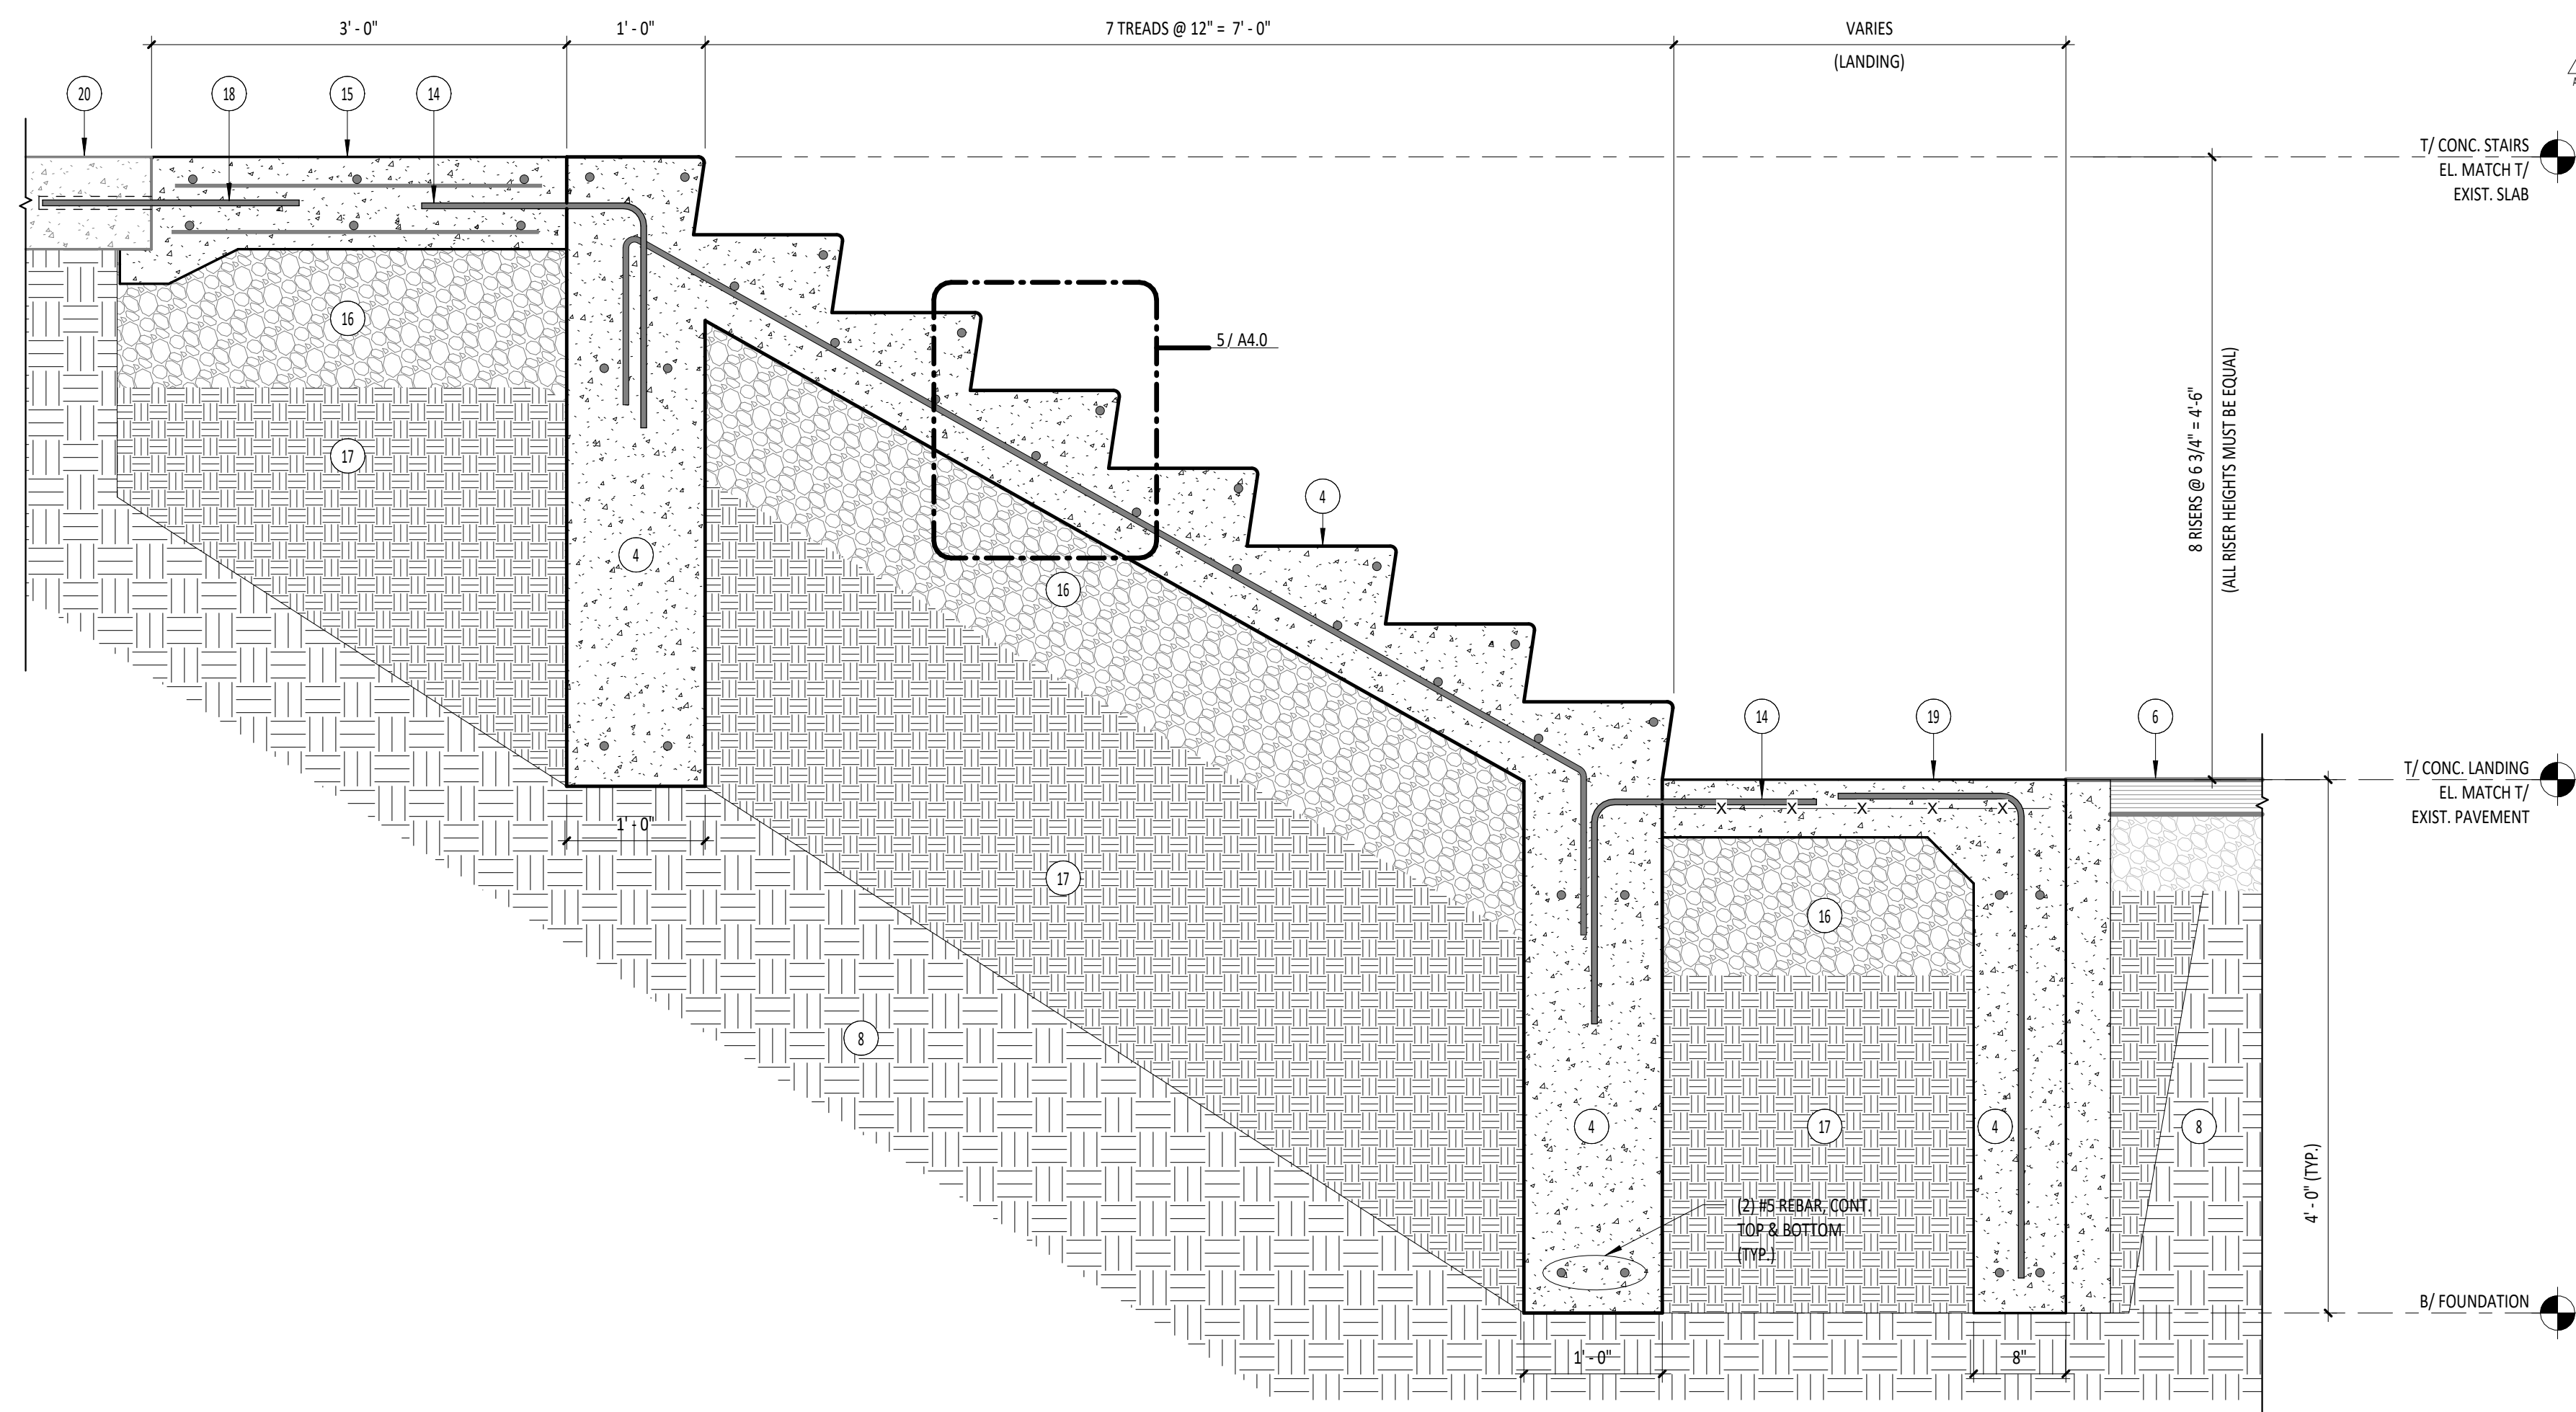 3' - 0"
1' - 0"
7 TREADS @ 12" = 7' - 0"
VARIES
(LANDING)
20
18
15
14
T/ CONC. STAIRS
EL. MATCH T/
EXIST. SLAB
16
5 / A4.0
17
4
4
16
8 RISERS @ 6 3/4" = 4'-6"
(ALL RISER HEIGHTS MUST BE EQUAL)
14
19
6
T/ CONC. LANDING
EL. MATCH T/
EXIST. PAVEMENT
1' - 0"
17
16
8
4
17
4
8
4' - 0" (TYP.)
(2) #5 REBAR, CONT.
TOP & BOTTOM
(TYP.)
X X X X X
B/ FOUNDATION
1' - 0"
8"